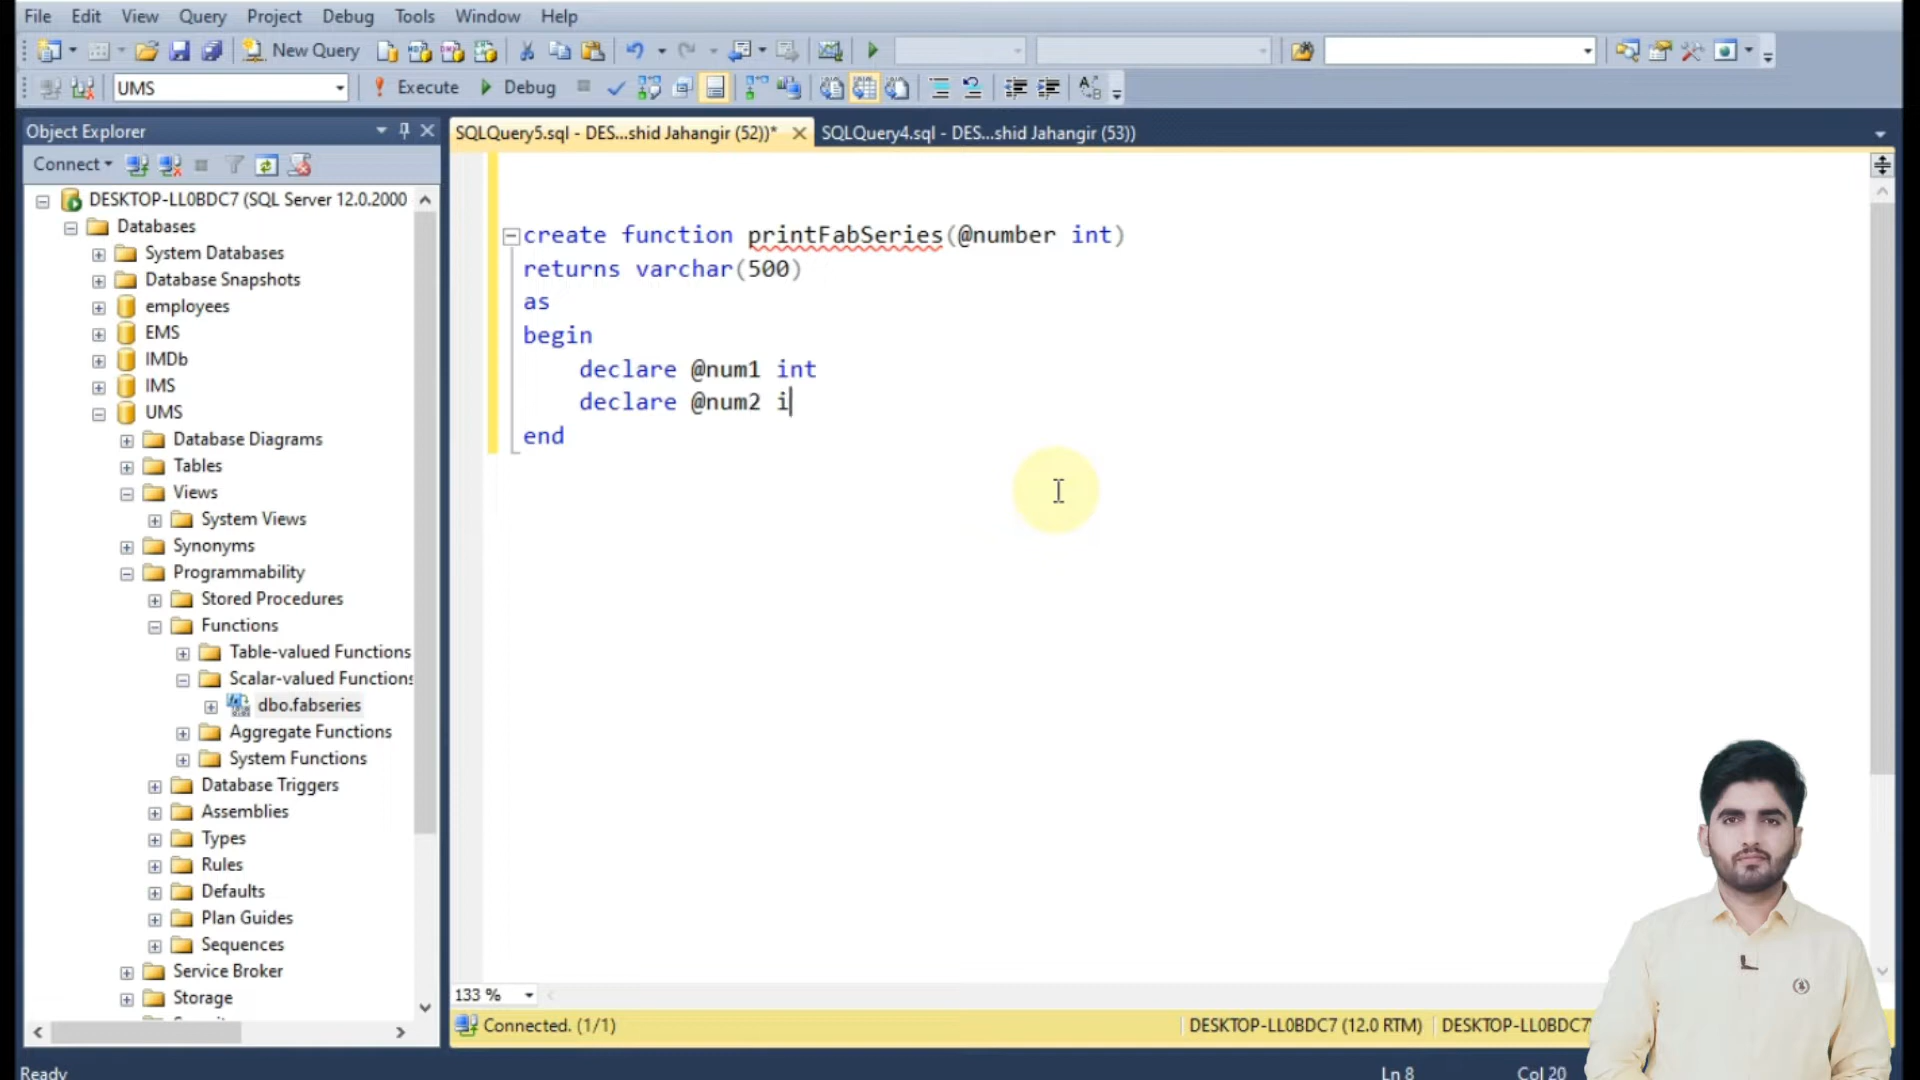 File Edit View Query Project Debug Tools Window Help
New Query
UMS Execute Debug
Object Explorer
Connect
DESKTOP-LL0BDC7 (SQL Server 12.0.2000
Databases
System Databases
Database Snapshots
employees
EMS
IMDb
IMS
UMS
Database Diagrams
Tables
Views
System Views
Synonyms
Programmability
Stored Procedures
Functions
Table-valued Functions
Scalar-valued Functions
dbo.fabseries
Aggregate Functions
System Functions
Database Triggers
Assemblies
Types
Rules
Defaults
Plan Guides
Sequences
Service Broker
Storage
SQLQuery5.sql - DES...shid Jahangir (52))* SQLQuery4.sql - DES...shid Jahangir (53))
create function printFabSeries(@number int)
returns varchar(500)
as
begin
declare @num1 int
declare @num2 i
end
133 %
Connected. (1/1) DESKTOP-LL0BDC7 (12.0 RTM) DESKTOP-LL0BDC7
Ready Ln 8 Col 20